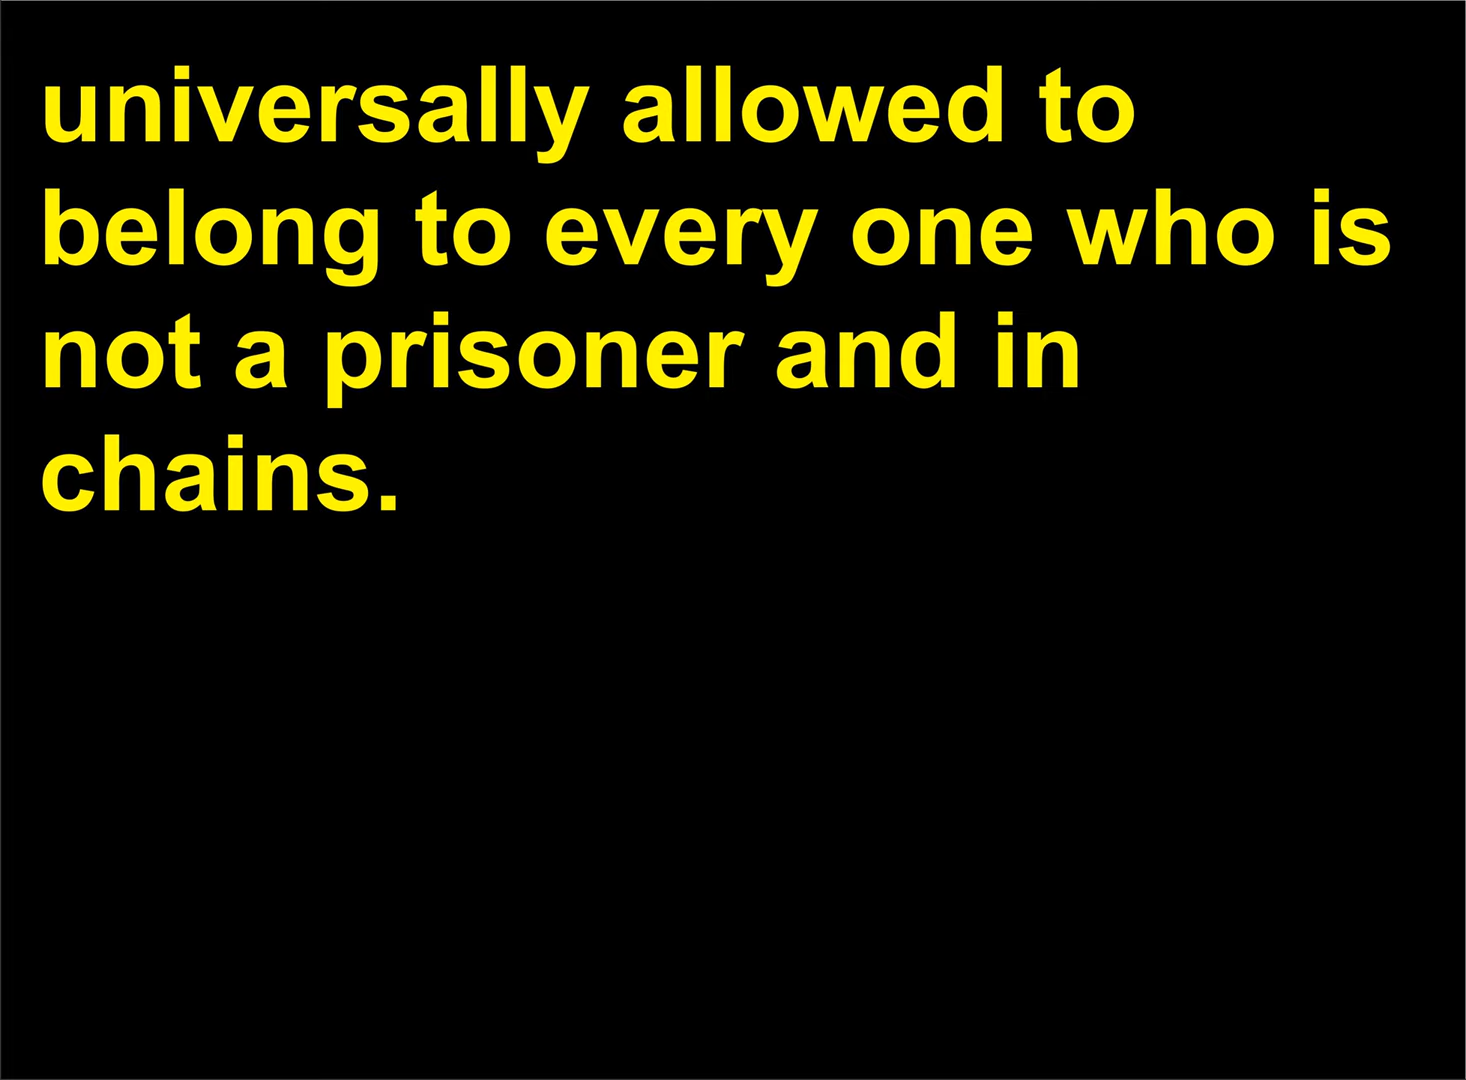 universally allowed to
belong to every one who is
not a prisoner and in
chains.